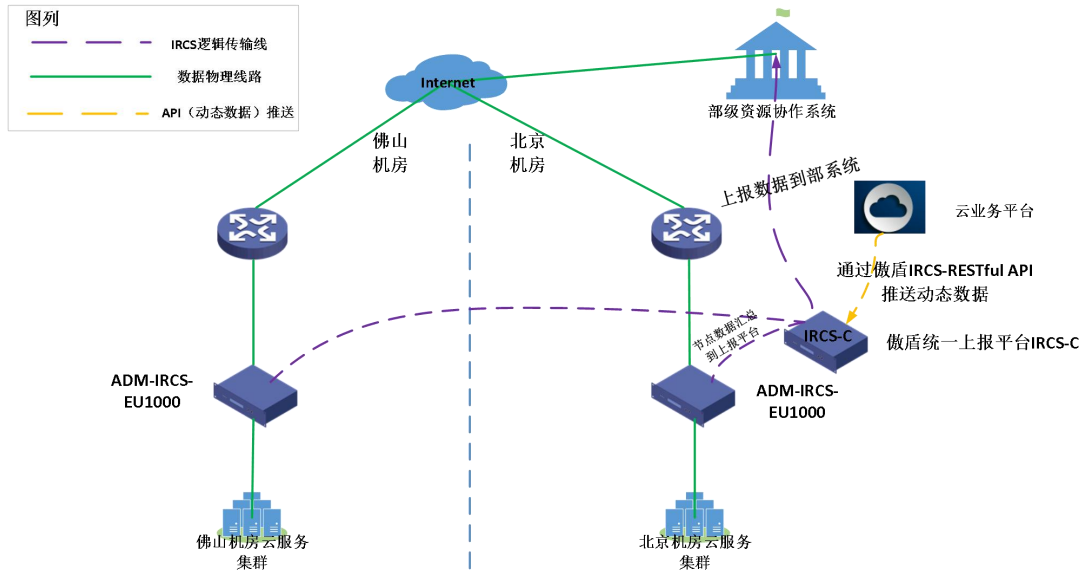 图列
IRCS逻辑传输线
数据物理线路
API（动态数据）推送
Internet
部级资源协作系统
佛山
机房
北京
机房
上报数据到部系统
云业务平台
通过傲盾IRCS-RESTful API
推送动态数据
节点数据汇总
到上报平台
IRCS-C
傲盾统一上报平台IRCS-C
ADM-IRCS-
EU1000
ADM-IRCS-
EU1000
佛山机房云服务
集群
北京机房云服务
集群